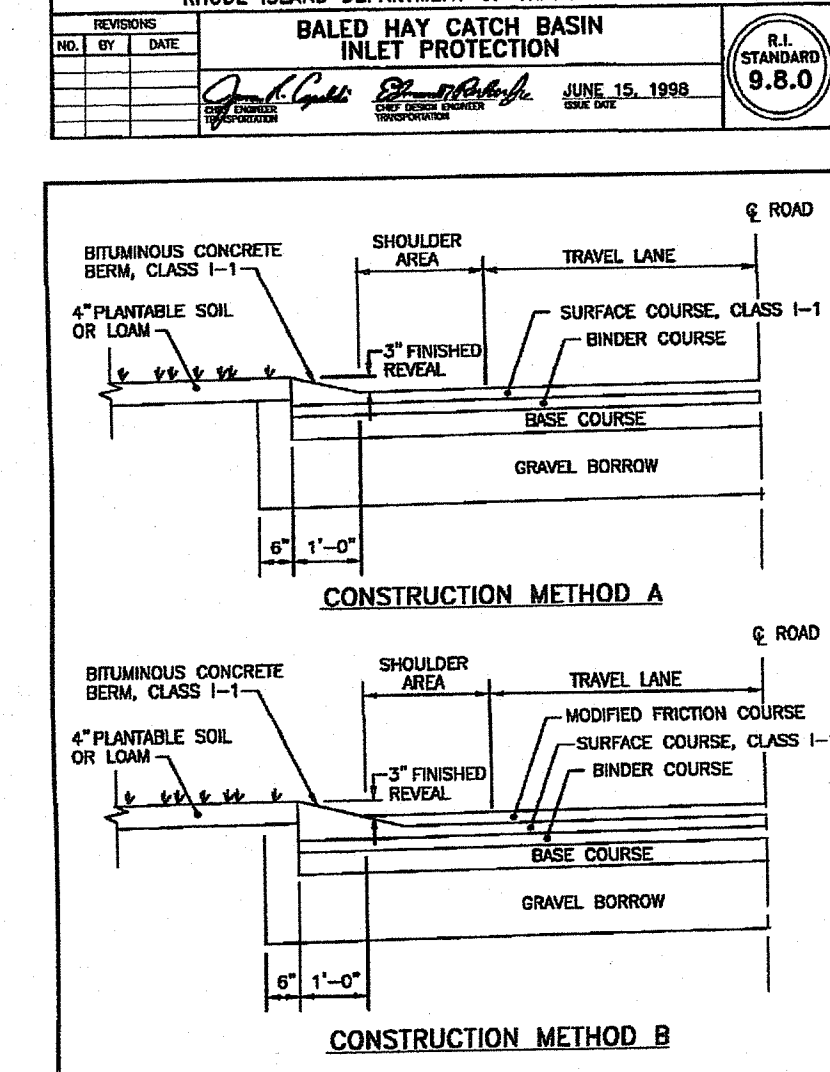 RHODE ISLAND DEPARTMENT OF
REVISIONS
NO. BY DATE
BALED HAY CATCH BASIN
INLET PROTECTION
CHIEF ENGINEER
TRANSPORTATION
CHIEF DESIGN ENGINEER
TRANSPORTATION
JUNE 15, 1998
ISSUE DATE
R.I.
STANDARD
9.8.0
℄ ROAD
BITUMINOUS CONCRETE
BERM, CLASS I-1
SHOULDER
AREA
TRAVEL LANE
4" PLANTABLE SOIL
OR LOAM
SURFACE COURSE, CLASS I-1
BINDER COURSE
3" FINISHED
REVEAL
BASE COURSE
GRAVEL BORROW
6" 1'-0"
CONSTRUCTION METHOD A
℄ ROAD
BITUMINOUS CONCRETE
BERM, CLASS I-1
SHOULDER
AREA
TRAVEL LANE
MODIFIED FRICTION COURSE
4" PLANTABLE SOIL
OR LOAM
SURFACE COURSE, CLASS I-1
BINDER COURSE
3" FINISHED
REVEAL
BASE COURSE
GRAVEL BORROW
6" 1'-0"
CONSTRUCTION METHOD B